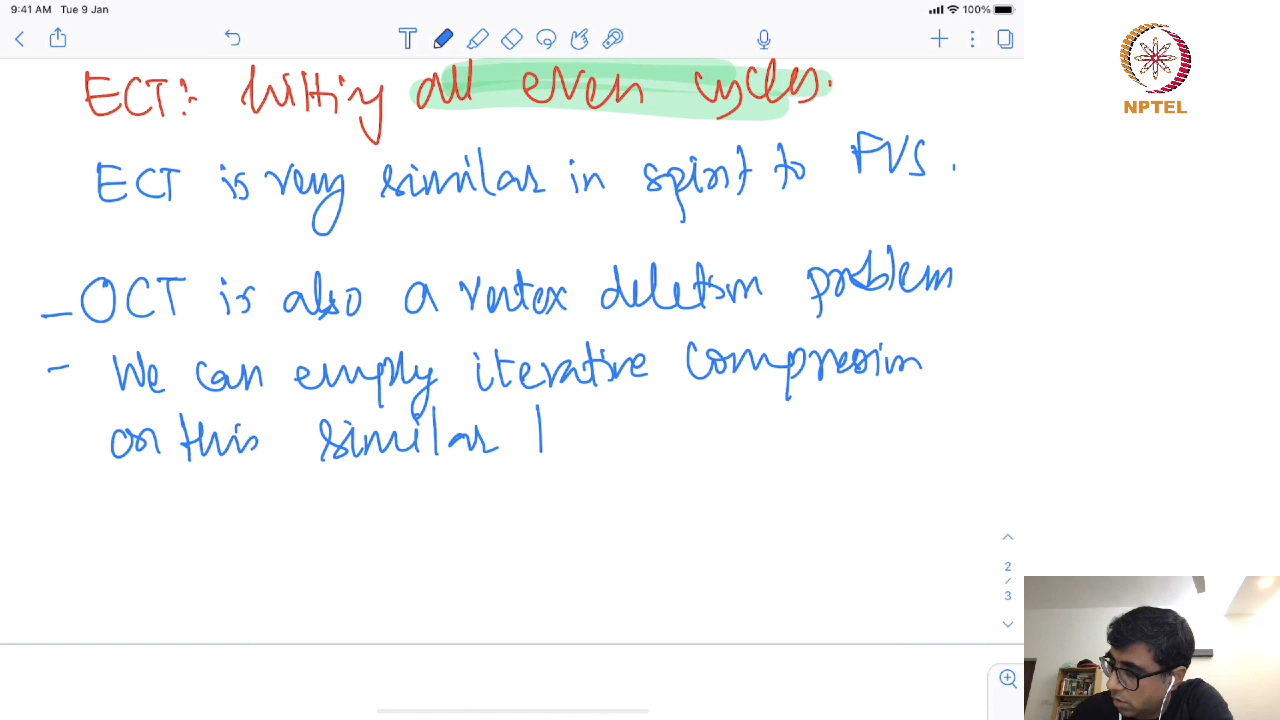 9:41 AM Tue 9 Jan
100%
T
NPTEL
ECT: hitting all even cycles.
ECT is very similar in spirit to FVS.
- OCT is also a vertex deletion problem
- We can employ iterative compression
on this similar
2
/
3